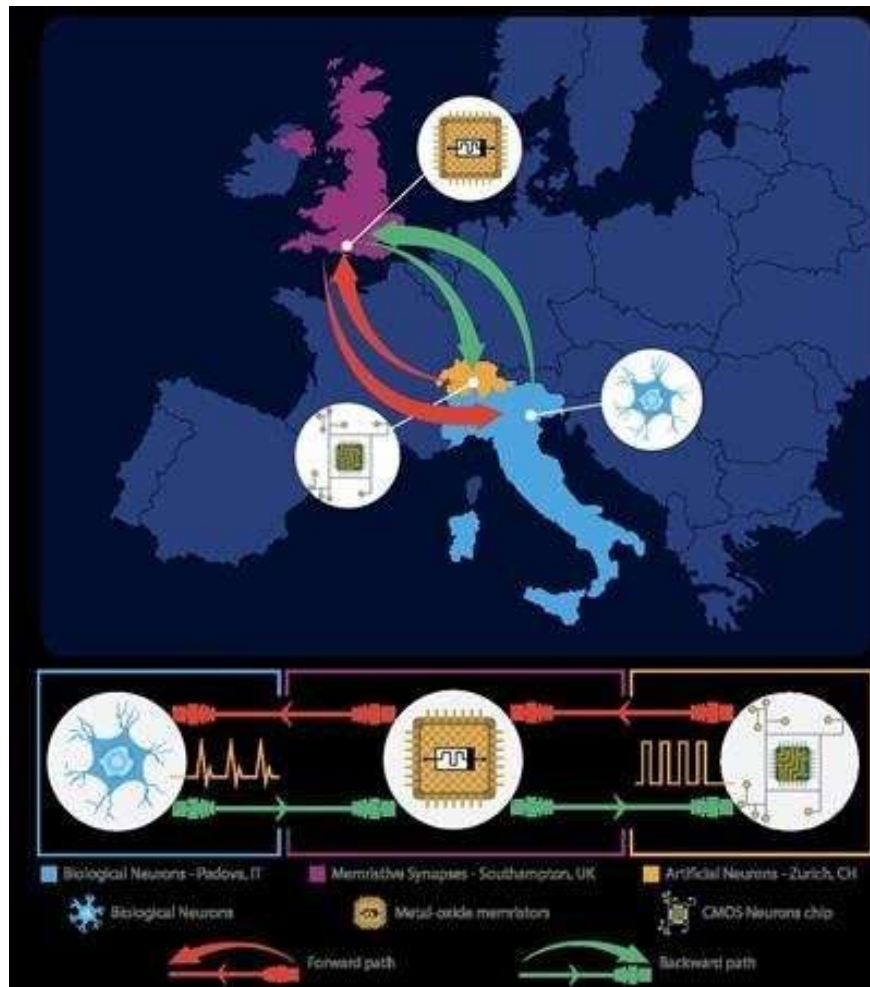 Biological Neurons - Padova, IT
Memristive Synapses - Southampton, UK
Artificial Neurons - Zurich, CH
Biological Neurons
Metal-oxide memristors
CMOS Neurons chip
Forward path
Backward path